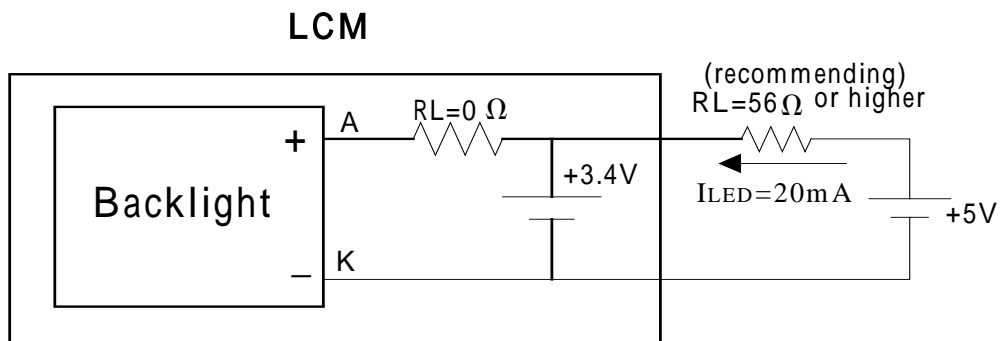 LCM
(recommending)
RL=56Ω or higher
A
RL=0 Ω
+
Backlight
+3.4V
ILED=20mA
+5V
–
K